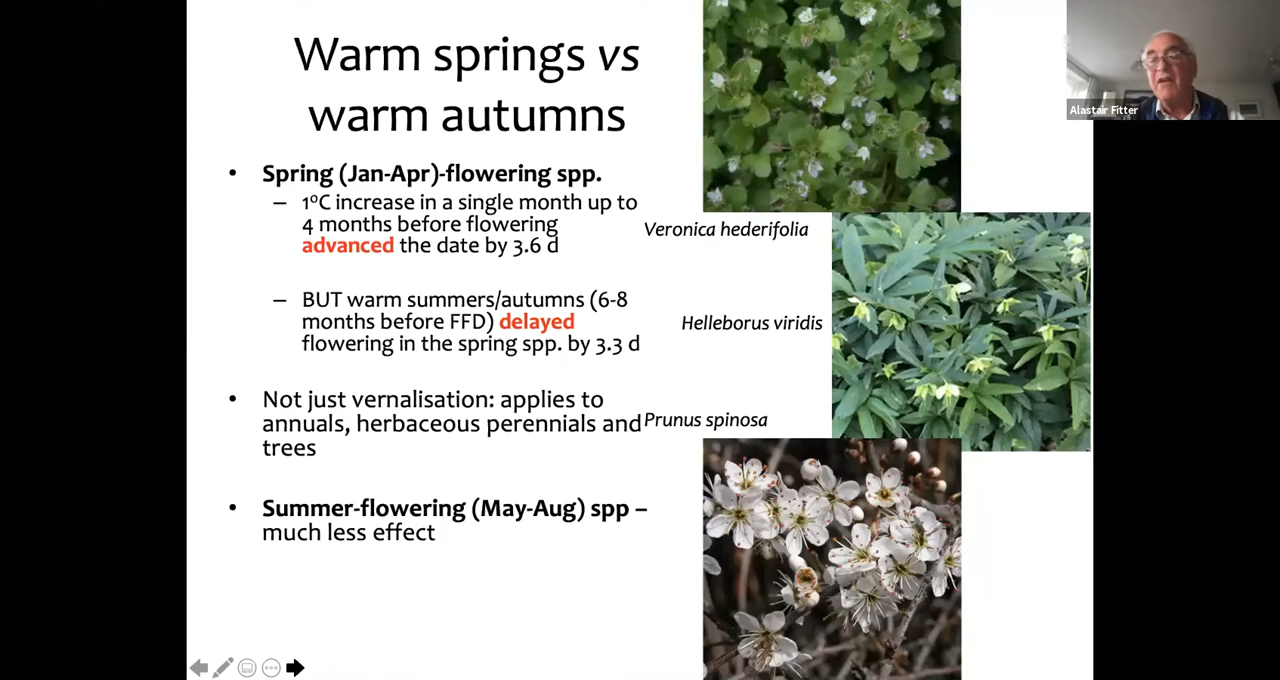 Warm springs vs
warm autumns
• Spring (Jan-Apr)-flowering spp.
– 1ºC increase in a single month up to
4 months before flowering
advanced the date by 3.6 d
– BUT warm summers/autumns (6-8
months before FFD) delayed
flowering in the spring spp. by 3.3 d
• Not just vernalisation: applies to
annuals, herbaceous perennials and
trees
• Summer-flowering (May-Aug) spp –
much less effect
Veronica hederifolia
Helleborus viridis
Prunus spinosa
Alastair Fitter